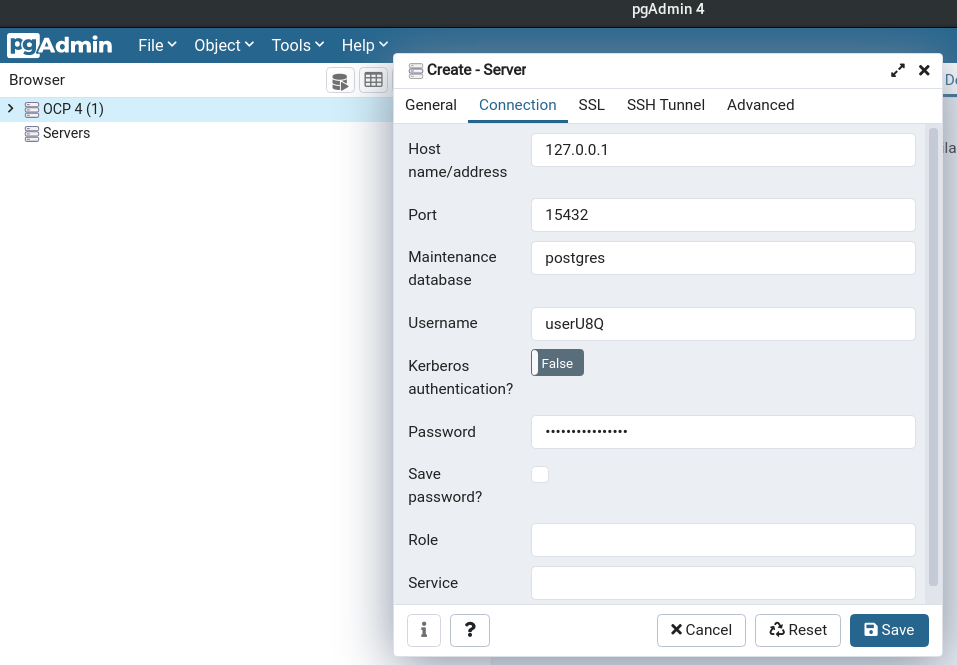 pgAdmin 4
pgAdmin File Object Tools Help
Browser
OCP 4 (1)
Servers
Create - Server
General Connection SSL SSH Tunnel Advanced
Host
name/address
127.0.0.1
Port
15432
Maintenance
database
postgres
Username
userU8Q
Kerberos
authentication?
False
Password
••••••••••••••••
Save
password?
Role
Service
i ? Cancel Reset Save